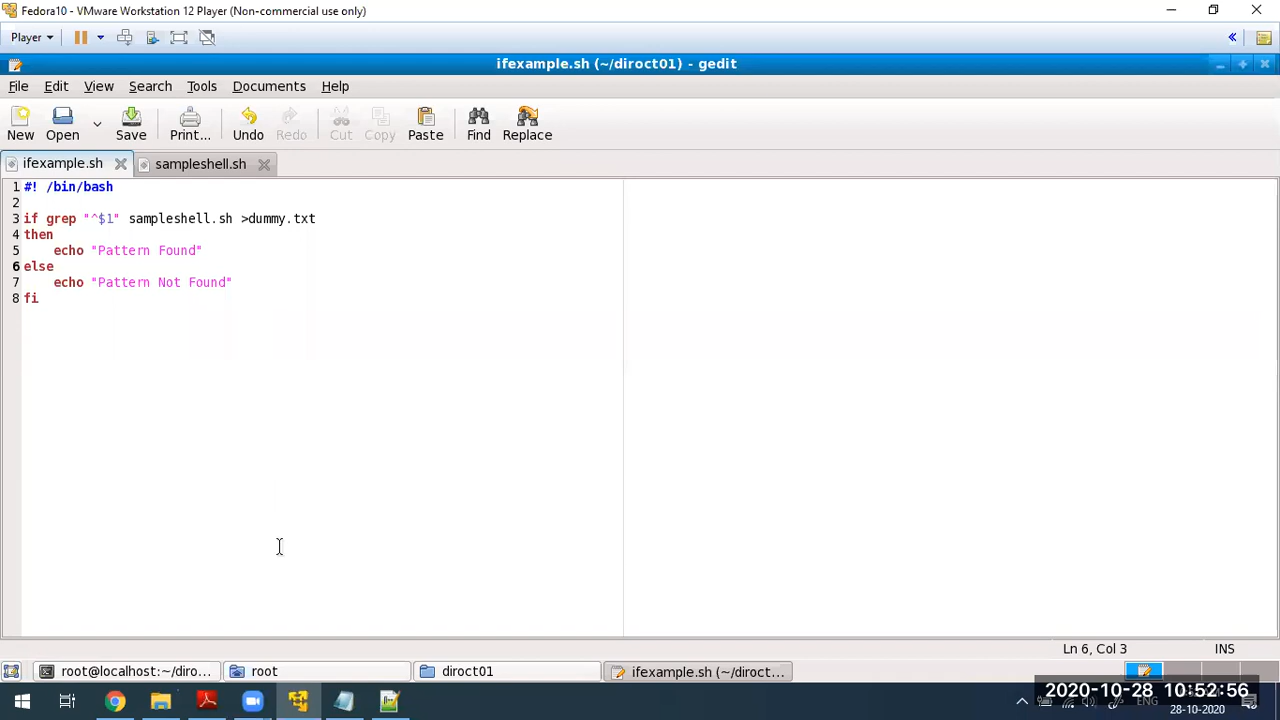 Fedora10 - VMware Workstation 12 Player (Non-commercial use only)
Player
ifexample.sh (~/diroct01) - gedit
File Edit View Search Tools Documents Help
New Open Save Print... Undo Redo Cut Copy Paste Find Replace
ifexample.sh sampleshell.sh
1 #! /bin/bash
2
3 if grep "^$1" sampleshell.sh >dummy.txt
4 then
5     echo "Pattern Found"
6 else
7     echo "Pattern Not Found"
8 fi
Ln 6, Col 3 INS
root@localhost:~/diro... root diroct01 ifexample.sh (~/diroct...
2020-10-28 10:52:56
ENG
28-10-2020